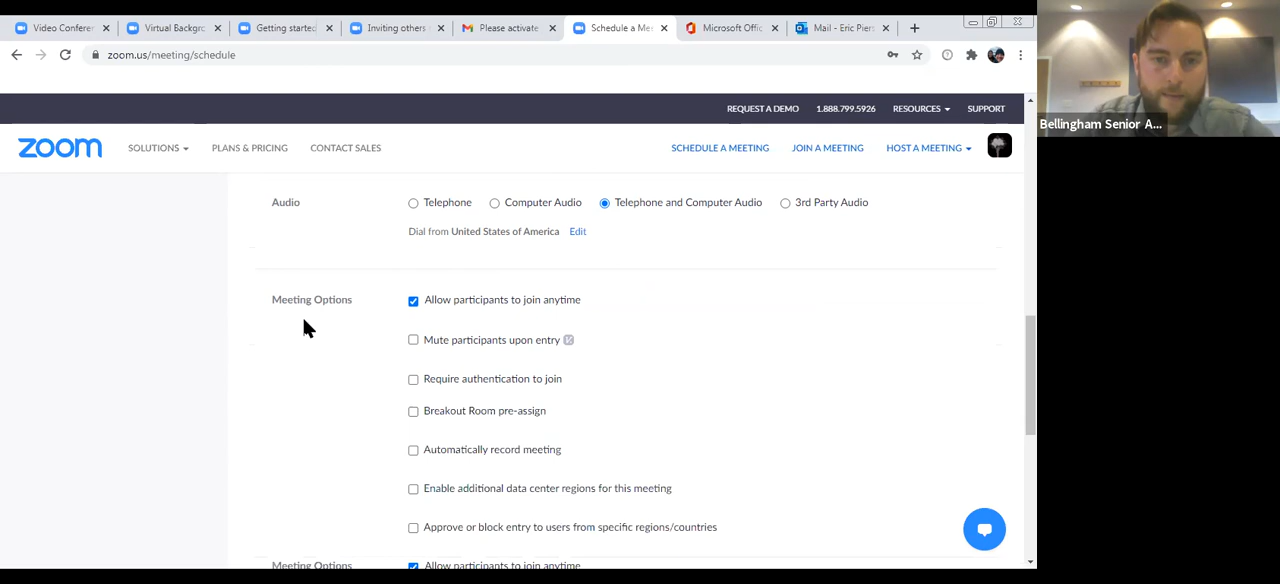 Video Conferen
Virtual Backgro
Getting started
Inviting others
Please activate
Schedule a Mee
Microsoft Offic
Mail - Eric Piers
zoom.us/meeting/schedule
REQUEST A DEMO 1.888.799.5926 RESOURCES SUPPORT
zoom SOLUTIONS PLANS & PRICING CONTACT SALES SCHEDULE A MEETING JOIN A MEETING HOST A MEETING
Bellingham Senior A...
Audio Telephone Computer Audio Telephone and Computer Audio 3rd Party Audio
Dial from United States of America Edit
Meeting Options Allow participants to join anytime
Mute participants upon entry
Require authentication to join
Breakout Room pre-assign
Automatically record meeting
Enable additional data center regions for this meeting
Approve or block entry to users from specific regions/countries
Meeting Options Allow participants to join anytime